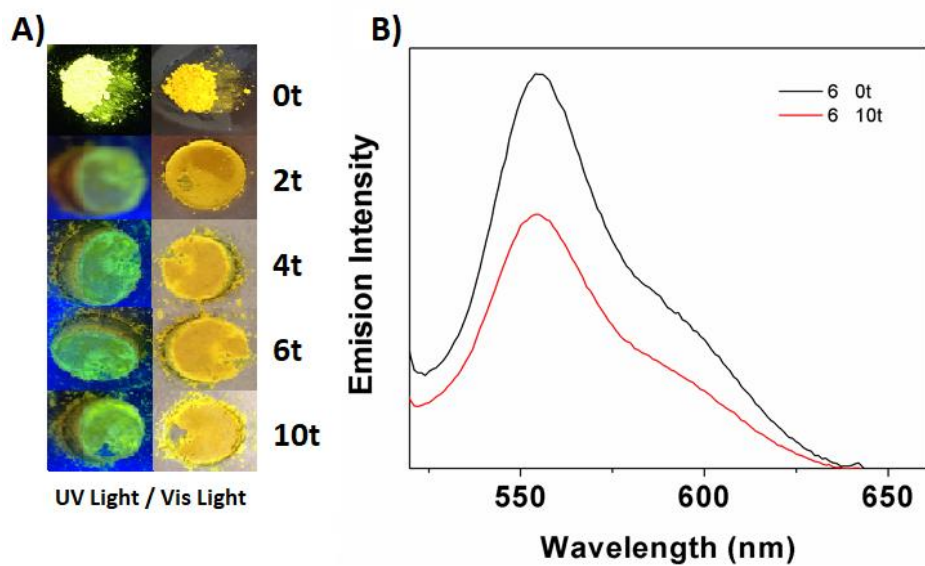 A)
0t
2t
4t
6t
10t
UV Light / Vis Light
B)
Emision Intensity
6 0t
6 10t
550
600
650
Wavelength (nm)